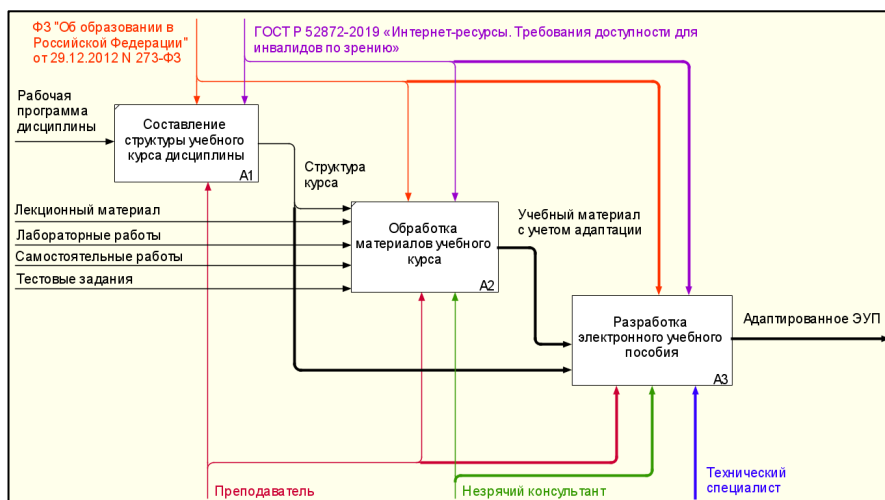 ФЗ "Об образовании в
Российской Федерации"
от 29.12.2012 N 273-ФЗ
ГОСТ Р 52872-2019 «Интернет-ресурсы. Требования доступности для
инвалидов по зрению»
Рабочая
программа
дисциплины
Составление
структуры учебного
курса дисциплины
A1
Структура
курса
Лекционный материал
Лабораторные работы
Самостоятельные работы
Тестовые задания
Обработка
материалов учебного
курса
A2
Учебный материал
с учетом адаптации
Разработка
электронного учебного
пособия
A3
Адаптированное ЭУП
Преподаватель
Незрячий консультант
Технический
специалист